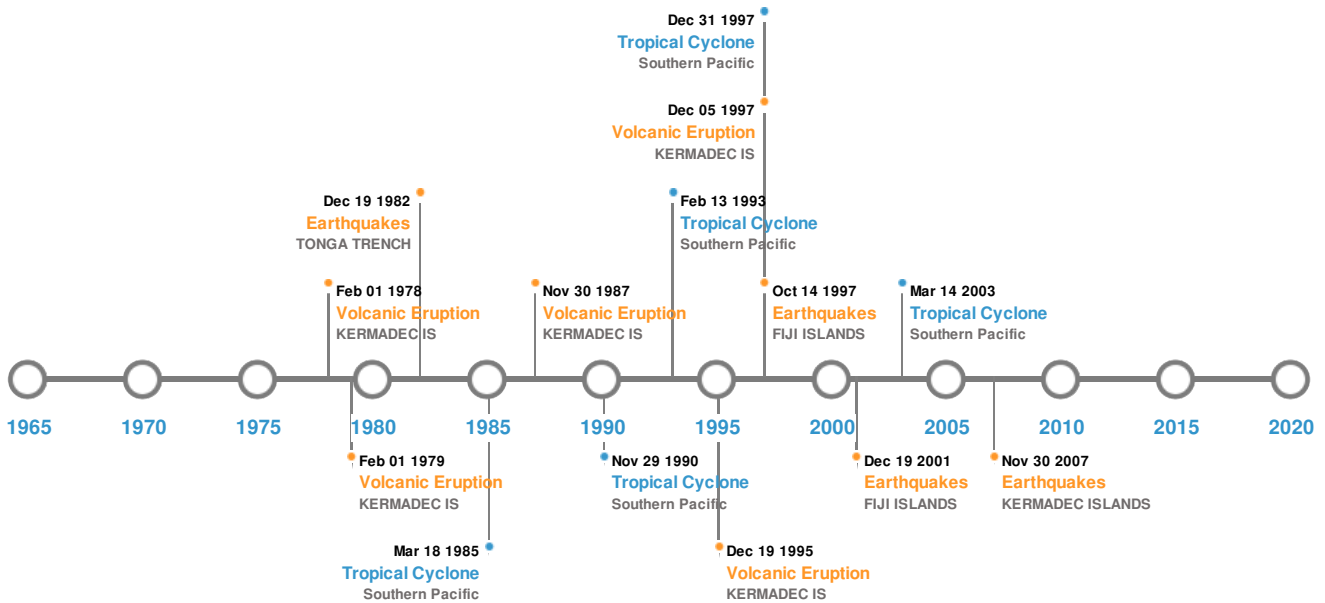 Dec 31 1997
Tropical Cyclone
Southern Pacific
Dec 05 1997
Volcanic Eruption
KERMADEC IS
Dec 19 1982
Earthquakes
TONGA TRENCH
Feb 13 1993
Tropical Cyclone
Southern Pacific
Feb 01 1978
Volcanic Eruption
KERMADEC IS
Nov 30 1987
Volcanic Eruption
KERMADEC IS
Oct 14 1997
Earthquakes
FIJI ISLANDS
Mar 14 2003
Tropical Cyclone
Southern Pacific
1965 1970 1975 1980 1985 1990 1995 2000 2005 2010 2015 2020
Feb 01 1979
Volcanic Eruption
KERMADEC IS
Nov 29 1990
Tropical Cyclone
Southern Pacific
Dec 19 2001
Earthquakes
FIJI ISLANDS
Nov 30 2007
Earthquakes
KERMADEC ISLANDS
Mar 18 1985
Tropical Cyclone
Southern Pacific
Dec 19 1995
Volcanic Eruption
KERMADEC IS